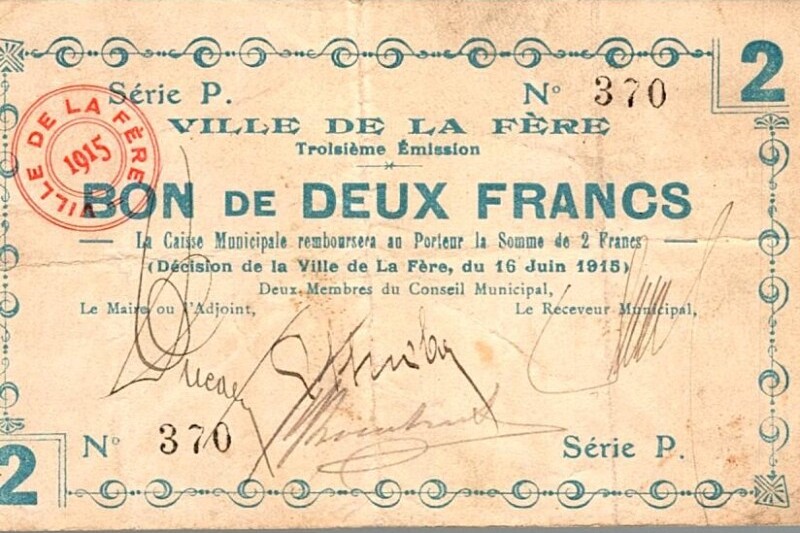 2
Série P.
N° 370
VILLE DE LA FÈRE
1915
VILLE DE LA FÈRE
Troisième Émission
BON DE DEUX FRANCS
La Caisse Municipale remboursera au Porteur la Somme de 2 Francs
(Décision de la Ville de La Fère, du 16 Juin 1915)
Deux Membres du Conseil Municipal,
Le Maire ou l'Adjoint,
Le Receveur Municipal,
N° 370
Série P.
2